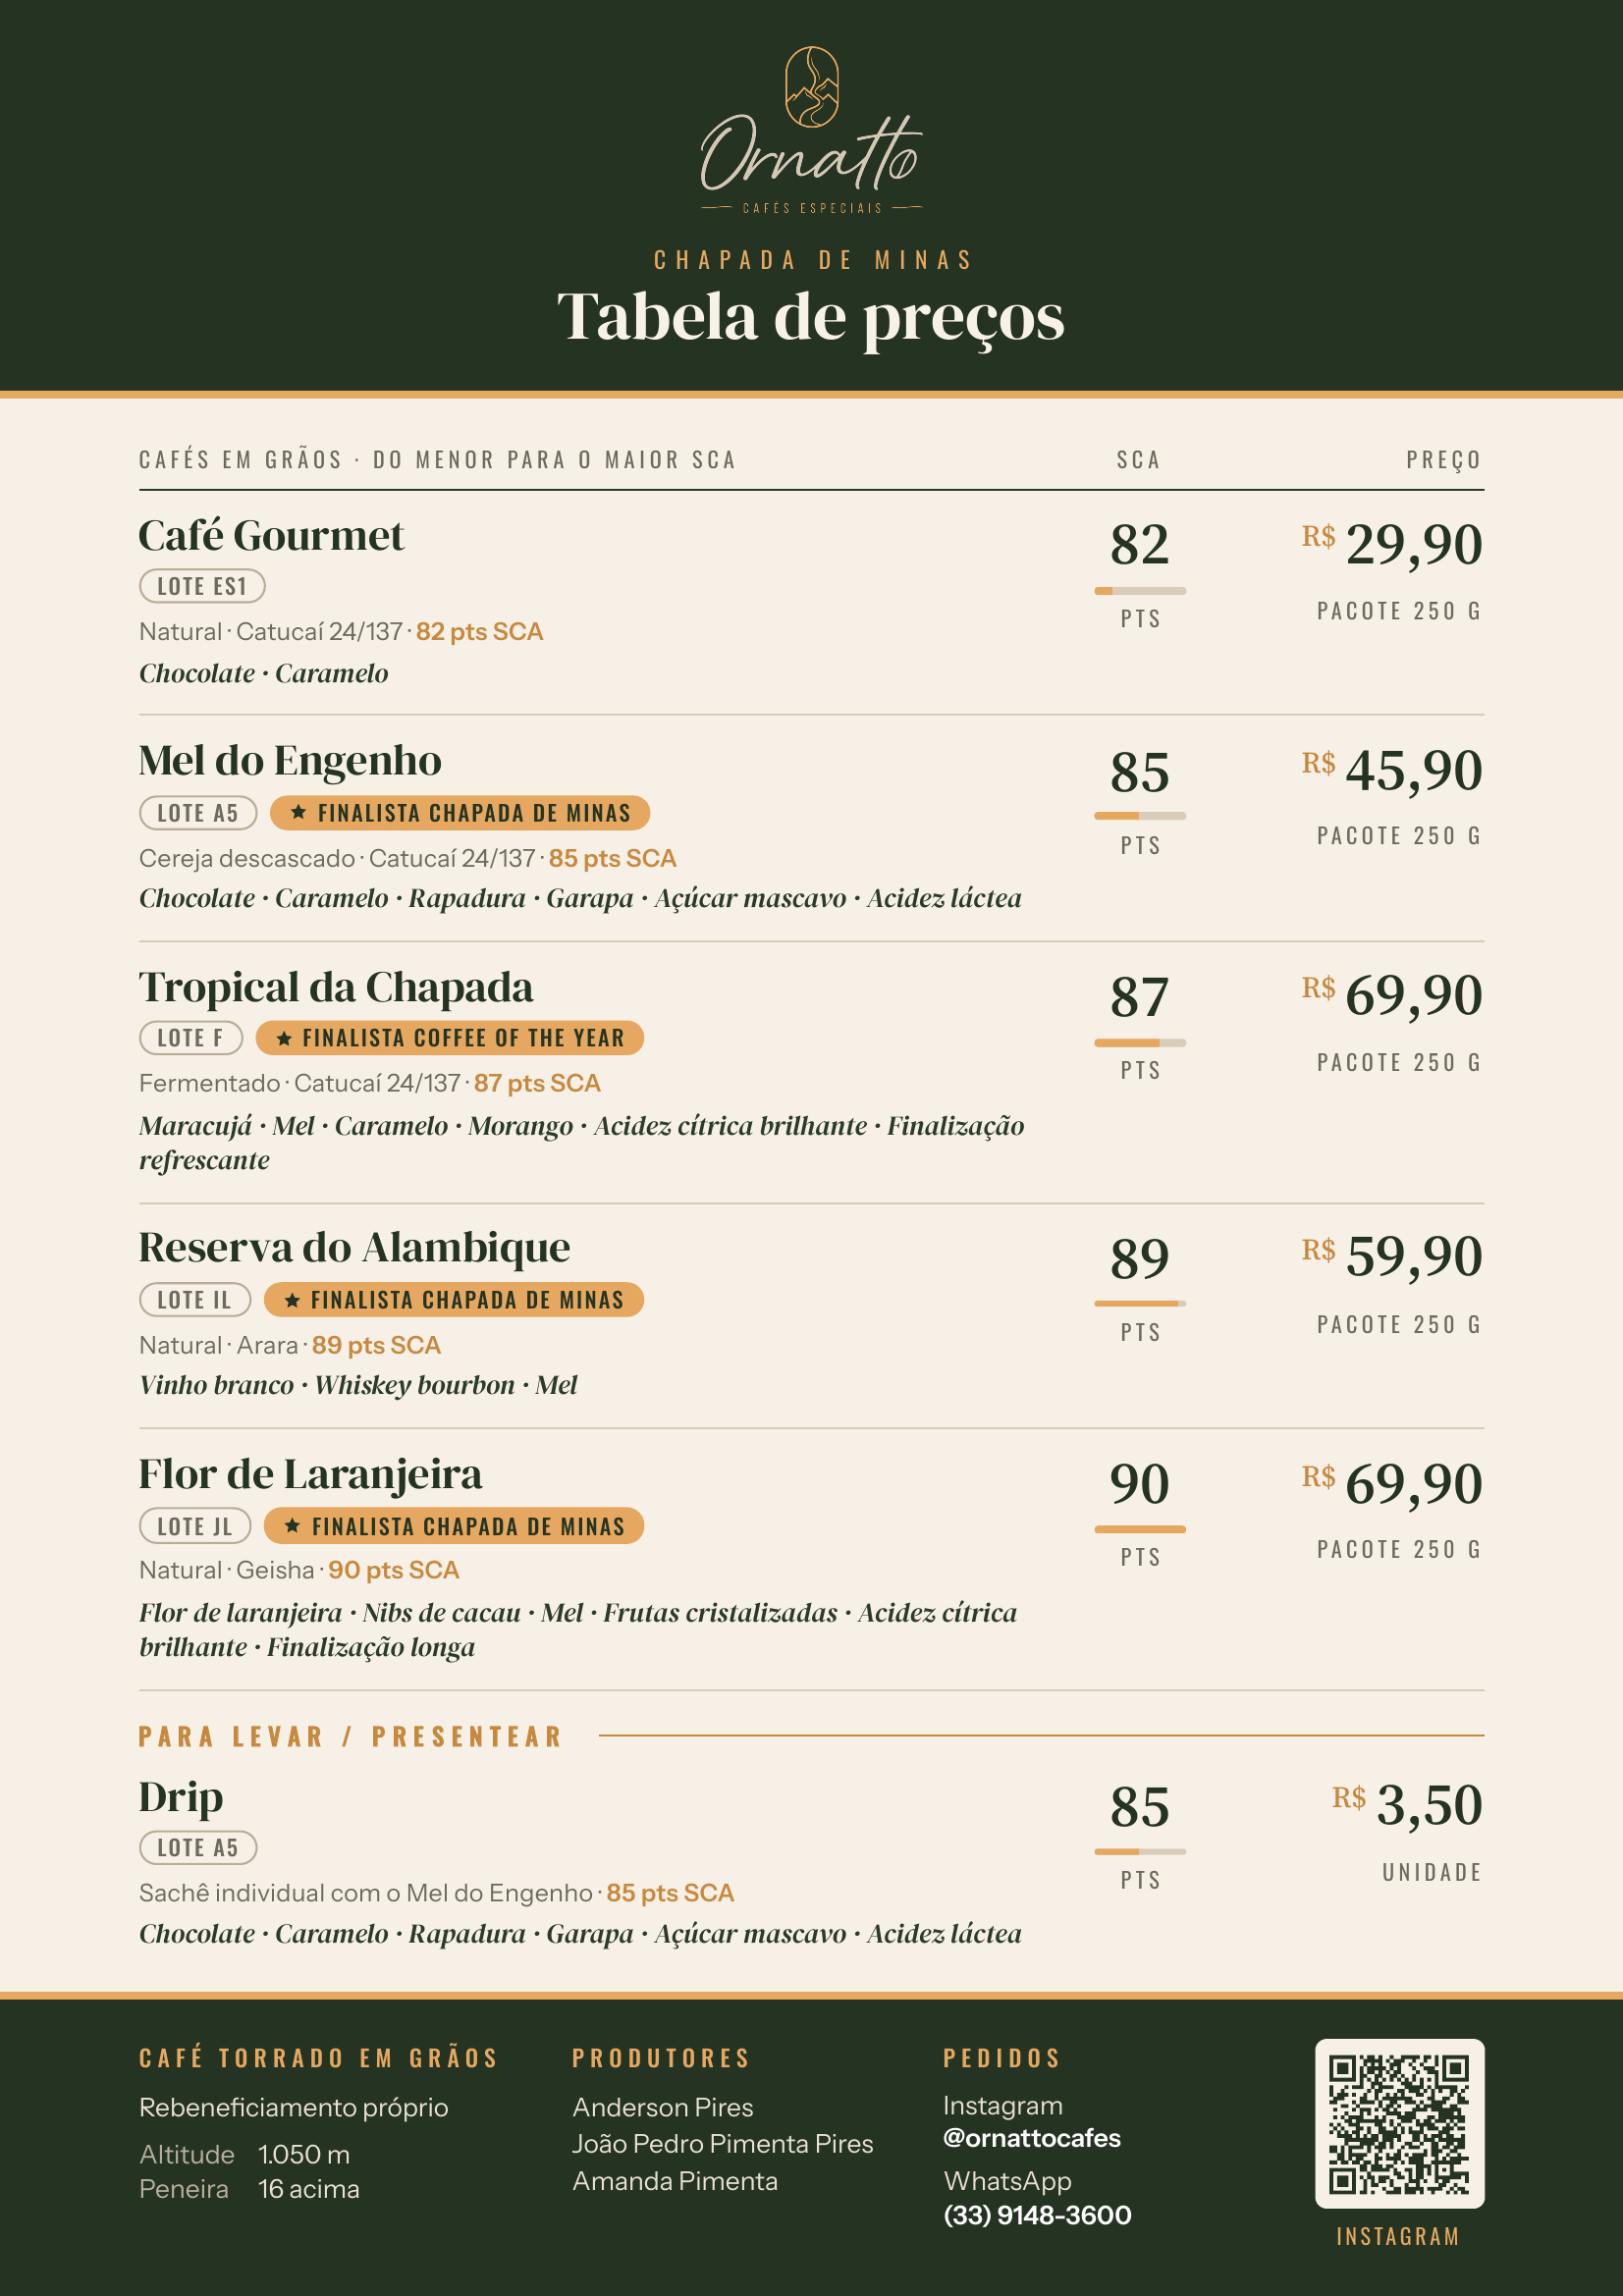 Ornatto
CAFÉS ESPECIAIS
CHAPADA DE MINAS
Tabela de preços
CAFÉS EM GRÃOS · DO MENOR PARA O MAIOR SCA SCA PREÇO
Café Gourmet 82 R$ 29,90
LOTE ES1
PTS PACOTE 250 G
Natural · Catucaí 24/137 · 82 pts SCA
Chocolate · Caramelo
Mel do Engenho 85 R$ 45,90
LOTE A5 ★ FINALISTA CHAPADA DE MINAS
PTS PACOTE 250 G
Cereja descascado · Catucaí 24/137 · 85 pts SCA
Chocolate · Caramelo · Rapadura · Garapa · Açúcar mascavo · Acidez láctea
Tropical da Chapada 87 R$ 69,90
LOTE F ★ FINALISTA COFFEE OF THE YEAR
PTS PACOTE 250 G
Fermentado · Catucaí 24/137 · 87 pts SCA
Maracujá · Mel · Caramelo · Morango · Acidez cítrica brilhante · Finalização
refrescante
Reserva do Alambique 89 R$ 59,90
LOTE IL ★ FINALISTA CHAPADA DE MINAS
PTS PACOTE 250 G
Natural · Arara · 89 pts SCA
Vinho branco · Whiskey bourbon · Mel
Flor de Laranjeira 90 R$ 69,90
LOTE JL ★ FINALISTA CHAPADA DE MINAS
PTS PACOTE 250 G
Natural · Geisha · 90 pts SCA
Flor de laranjeira · Nibs de cacau · Mel · Frutas cristalizadas · Acidez cítrica
brilhante · Finalização longa
PARA LEVAR / PRESENTEAR
Drip 85 R$ 3,50
LOTE A5
PTS UNIDADE
Sachê individual com o Mel do Engenho · 85 pts SCA
Chocolate · Caramelo · Rapadura · Garapa · Açúcar mascavo · Acidez láctea
CAFÉ TORRADO EM GRÃOS
Rebeneficiamento próprio
Altitude 1.050 m
Peneira 16 acima
PRODUTORES
Anderson Pires
João Pedro Pimenta Pires
Amanda Pimenta
PEDIDOS
Instagram
@ornattocafes
WhatsApp
(33) 9148-3600
INSTAGRAM